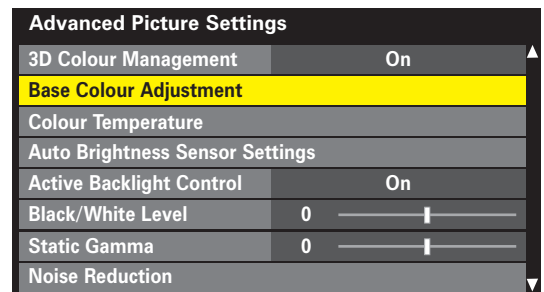 Advanced Picture Settings
3D Colour Management On
Base Colour Adjustment
Colour Temperature
Auto Brightness Sensor Settings
Active Backlight Control On
Black/White Level 0
Static Gamma 0
Noise Reduction